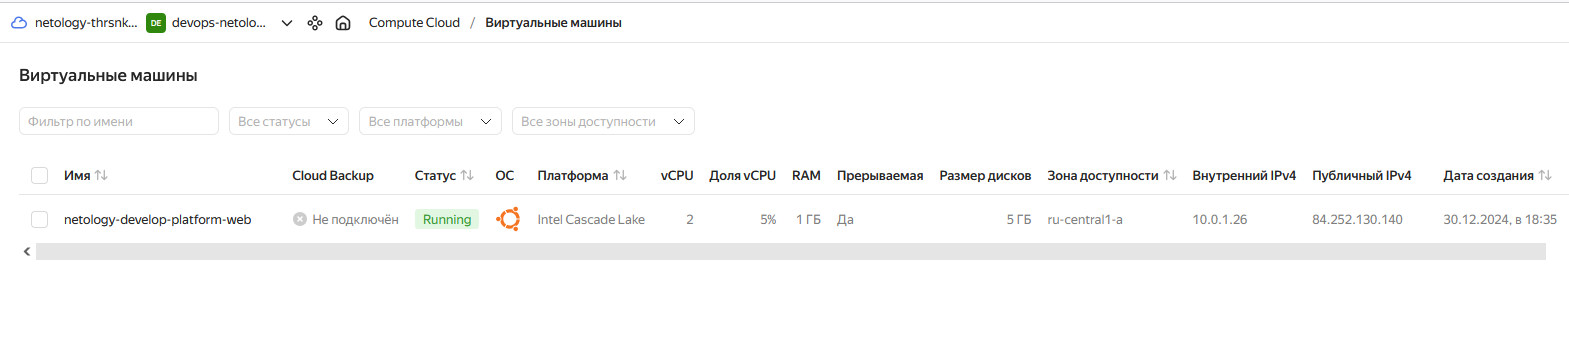 netology-thrsnk... DE devops-netolo... Compute Cloud / Виртуальные машины
Виртуальные машины
Фильтр по имени Все статусы Все платформы Все зоны доступности
Имя Cloud Backup Статус ОС Платформа vCPU Доля vCPU RAM Прерываемая Размер дисков Зона доступности Внутренний IPv4 Публичный IPv4 Дата создания
netology-develop-platform-web Не подключён Running Intel Cascade Lake 2 5% 1 ГБ Да 5 ГБ ru-central1-a 10.0.1.26 84.252.130.140 30.12.2024, в 18:35